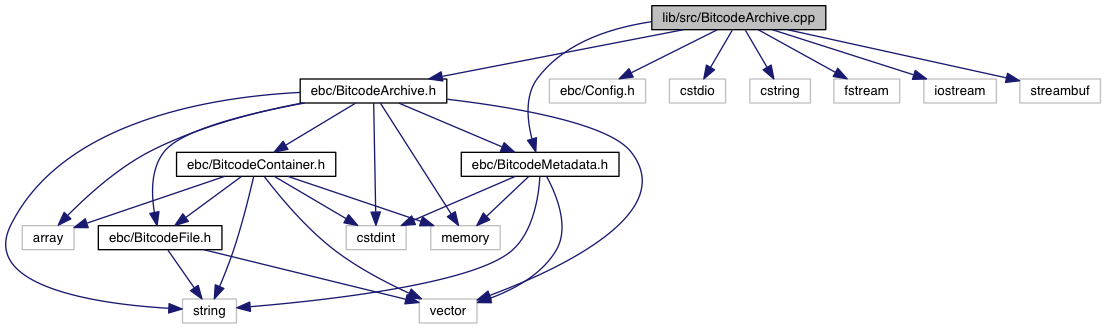 lib/src/BitcodeArchive.cpp
ebc/BitcodeArchive.h
ebc/Config.h
cstdio
cstring
fstream
iostream
streambuf
ebc/BitcodeContainer.h
ebc/BitcodeMetadata.h
array
ebc/BitcodeFile.h
cstdint
memory
string
vector